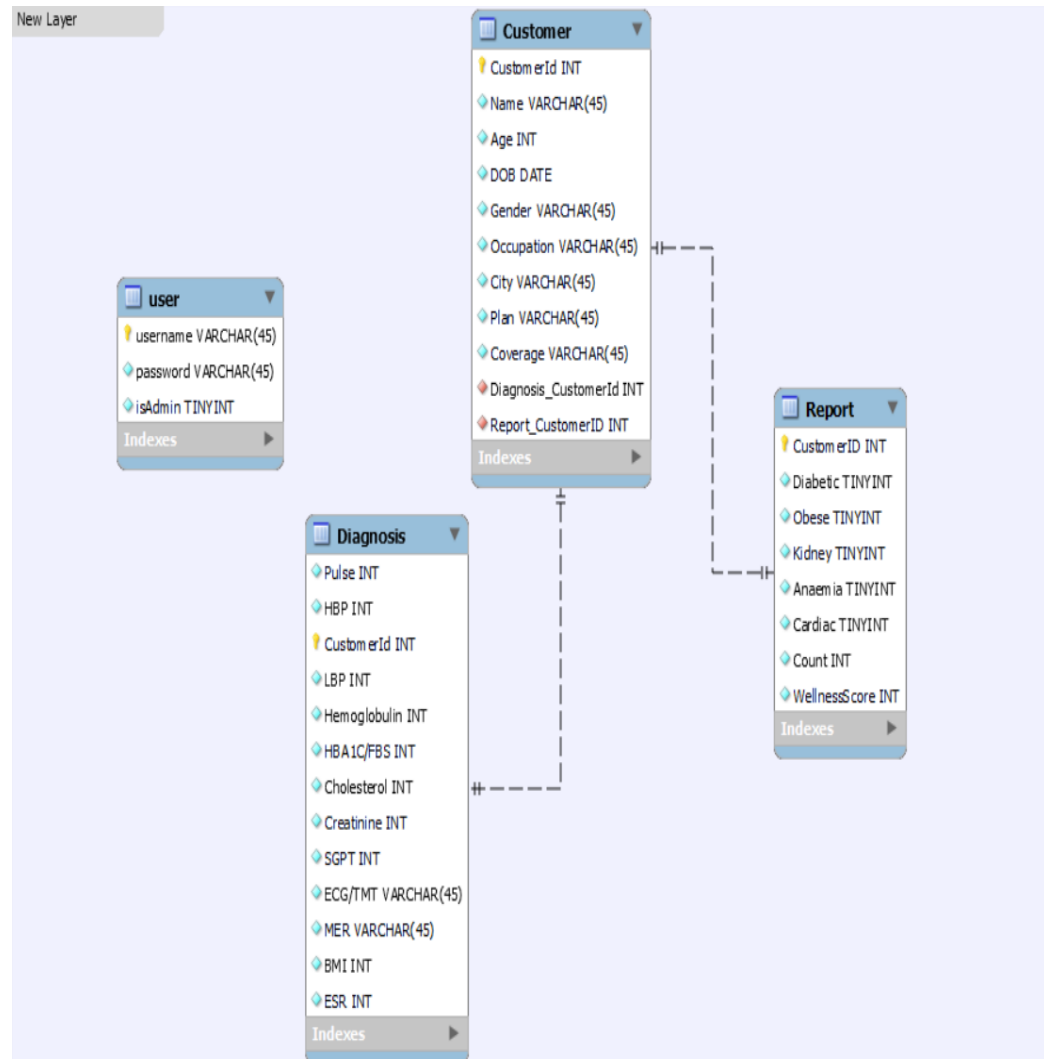 New Layer
Customer
CustomerId INT
Name VARCHAR(45)
Age INT
DOB DATE
Gender VARCHAR(45)
Occupation VARCHAR(45)
City VARCHAR(45)
Plan VARCHAR(45)
Coverage VARCHAR(45)
Diagnosis_CustomerId INT
Report_CustomerID INT
Indexes
user
username VARCHAR(45)
password VARCHAR(45)
isAdmin TINYINT
Indexes
Report
CustomerID INT
Diabetic TINYINT
Obese TINYINT
Kidney TINYINT
Anaemia TINYINT
Cardiac TINYINT
Count INT
WellnessScore INT
Indexes
Diagnosis
Pulse INT
HBP INT
CustomerId INT
LBP INT
Hemoglobulin INT
HBA1C/FBS INT
Cholesterol INT
Creatinine INT
SGPT INT
ECG/TMT VARCHAR(45)
MER VARCHAR(45)
BMI INT
ESR INT
Indexes